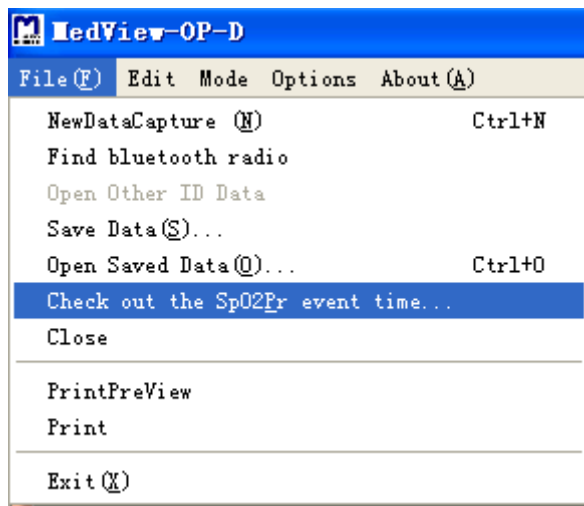 MedView-OP-D
File(F) Edit Mode Options About(A)
NewDataCapture (N) Ctrl+N
Find bluetooth radio
Open Other ID Data
Save Data(S)...
Open Saved Data(O)... Ctrl+O
Check out the SpO2Pr event time...
Close
PrintPreView
Print
Exit(X)